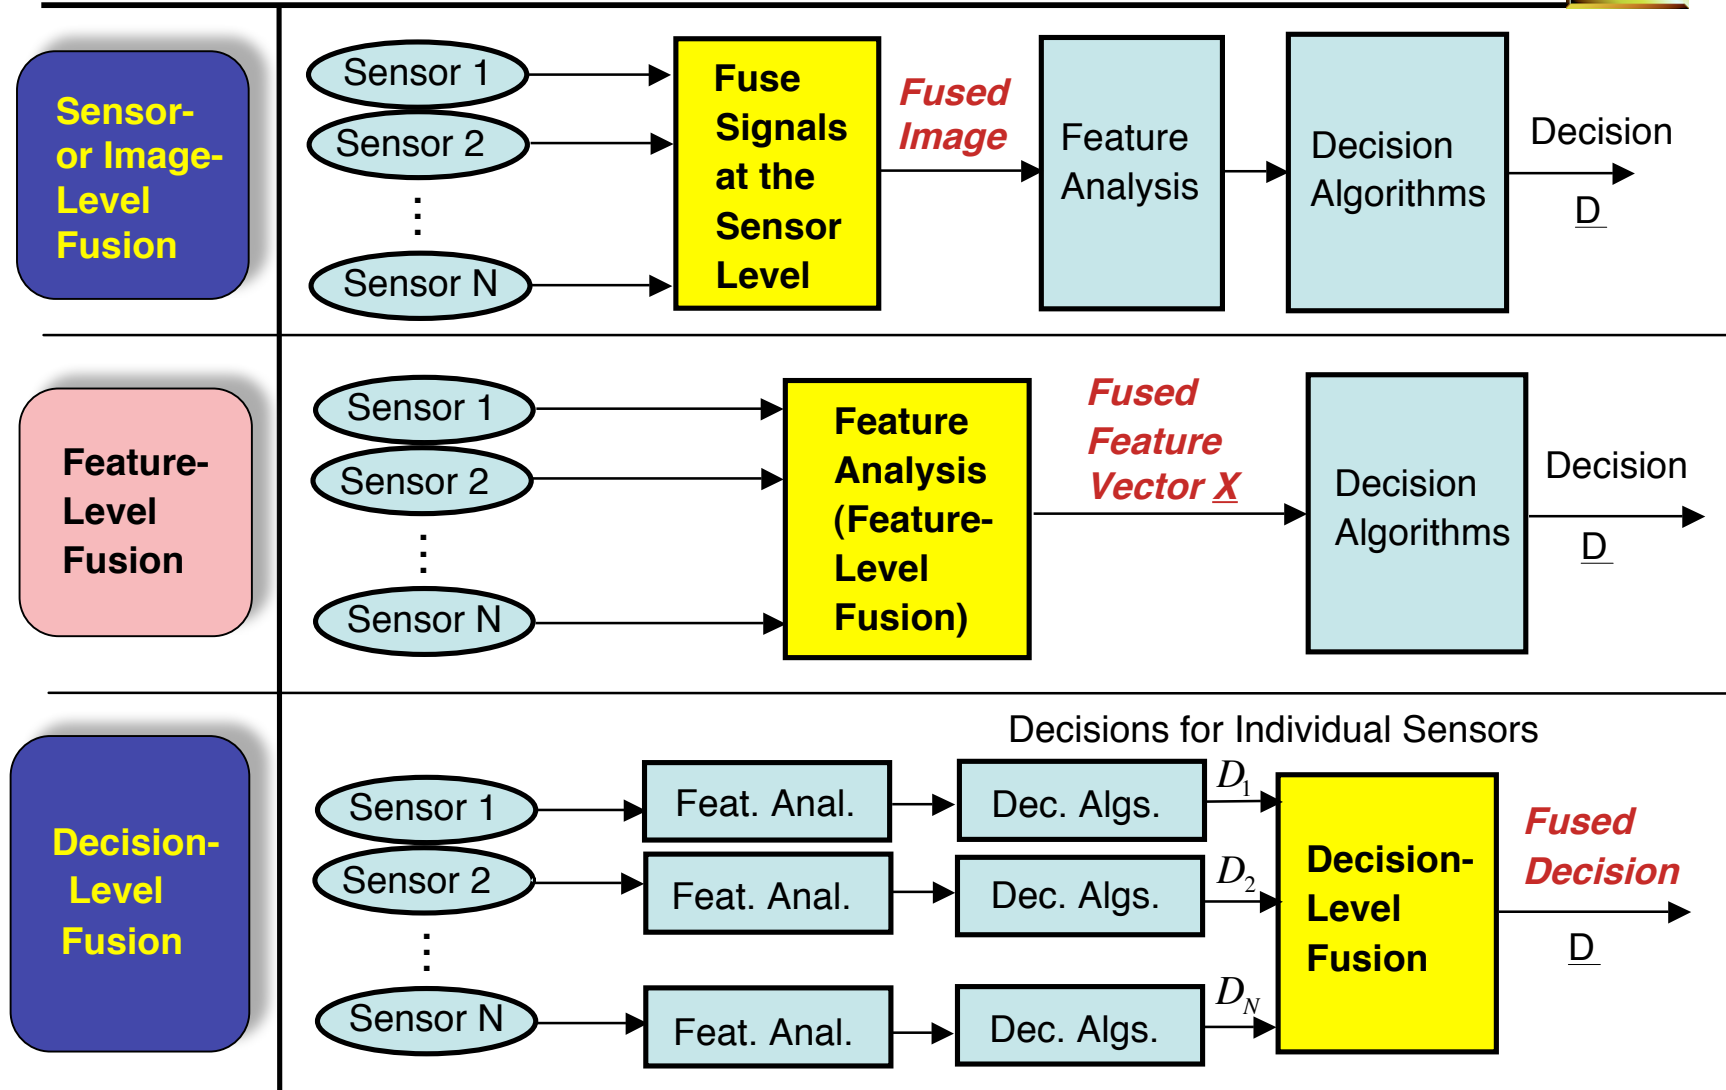 Sensor-
or Image-
Level
Fusion
Sensor 1
Sensor 2
Sensor N
Fuse
Signals
at the
Sensor
Level
Fused
Image
Feature
Analysis
Decision
Algorithms
Decision
D
Feature-
Level
Fusion
Sensor 1
Sensor 2
Sensor N
Feature
Analysis
(Feature-
Level
Fusion)
Fused
Feature
Vector X
Decision
Algorithms
Decision
D
Decision-
Level
Fusion
Decisions for Individual Sensors
Sensor 1
Feat. Anal.
Dec. Algs.
D₁
Sensor 2
Feat. Anal.
Dec. Algs.
D₂
Sensor N
Feat. Anal.
Dec. Algs.
D_N
Decision-
Level
Fusion
Fused
Decision
D